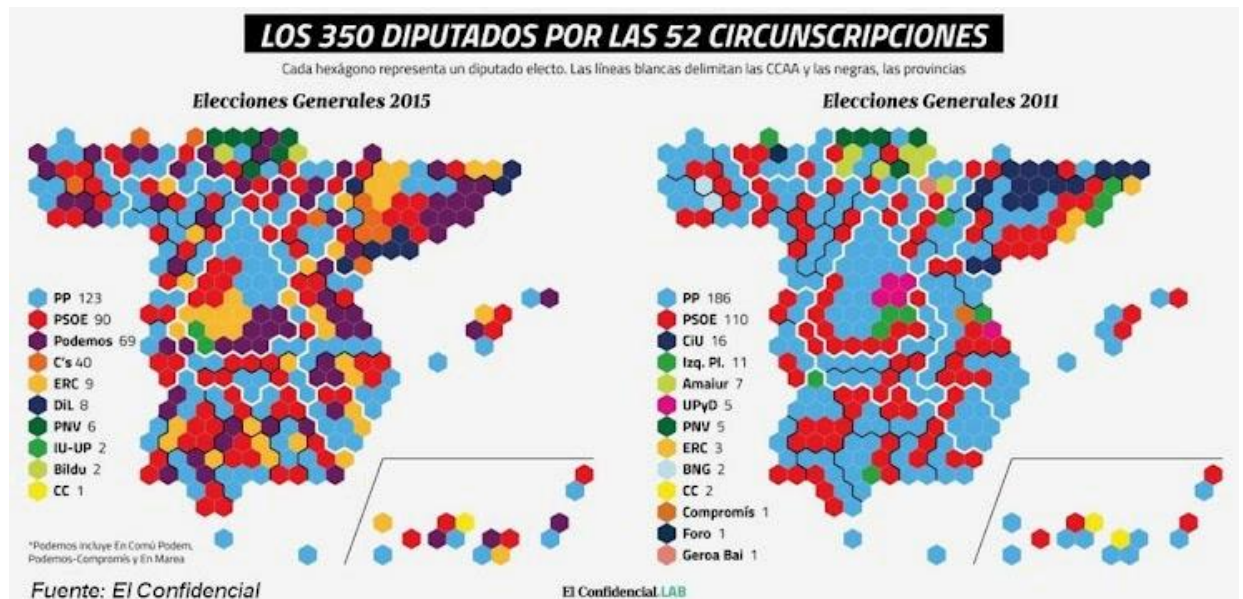 LOS 350 DIPUTADOS POR LAS 52 CIRCUNSCRIPCIONES
Cada hexágono representa un diputado electo. Las líneas blancas delimitan las CCAA y las negras, las provincias
Elecciones Generales 2015
PP 123
PSOE 90
Podemos 69
C's 40
ERC 9
DiL 8
PNV 6
IU-UP 2
Bildu 2
CC 1
*Podemos incluye En Comú Podem,
Podemos-Compromís y En Marea
Elecciones Generales 2011
PP 186
PSOE 110
CiU 16
Izq. Pl. 11
Amaiur 7
UPyD 5
PNV 5
ERC 3
BNG 2
CC 2
Compromís 1
Foro 1
Geroa Bai 1
Fuente: El Confidencial
El Confidencial.LAB